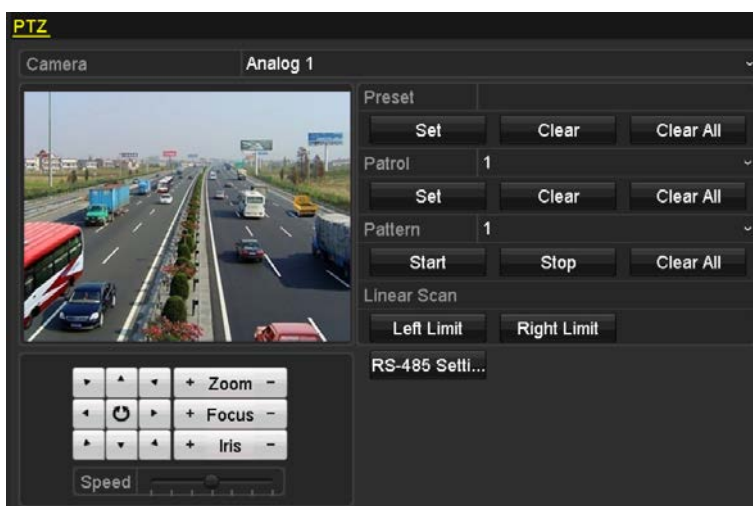 PTZ
Camera Analog 1
Preset
Set Clear Clear All
Patrol 1
Set Clear Clear All
Pattern 1
Start Stop Clear All
Linear Scan
Left Limit Right Limit
RS-485 Setti...
+ Zoom -
+ Focus -
+ Iris -
Speed